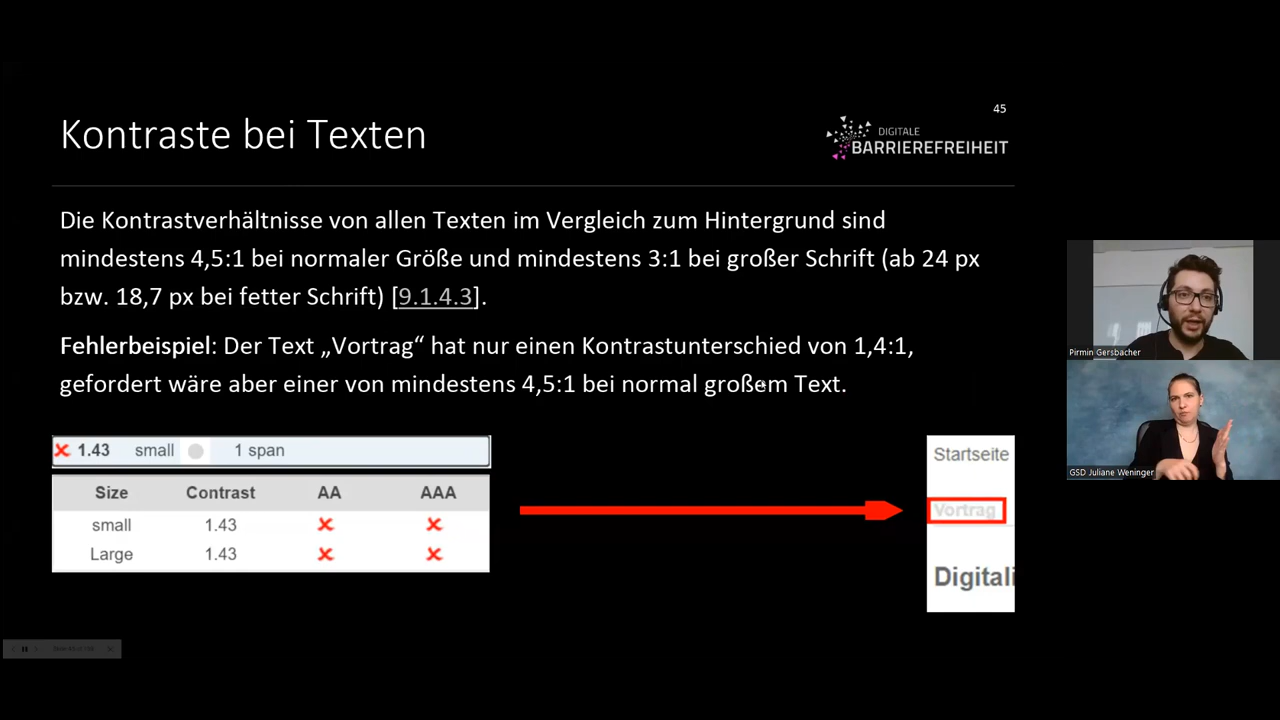 45
Kontraste bei Texten
DIGITALE
BARRIEREFREIHEIT
Die Kontrastverhältnisse von allen Texten im Vergleich zum Hintergrund sind
mindestens 4,5:1 bei normaler Größe und mindestens 3:1 bei großer Schrift (ab 24 px
bzw. 18,7 px bei fetter Schrift) [9.1.4.3].
Fehlerbeispiel: Der Text „Vortrag“ hat nur einen Kontrastunterschied von 1,4:1,
gefordert wäre aber einer von mindestens 4,5:1 bei normal großem Text.
1.43 small 1 span
Size Contrast AA AAA
small 1.43
Large 1.43
Startseite
Vortrag
Digitali
Pirmin Gersbacher
GSD Juliane Weninger